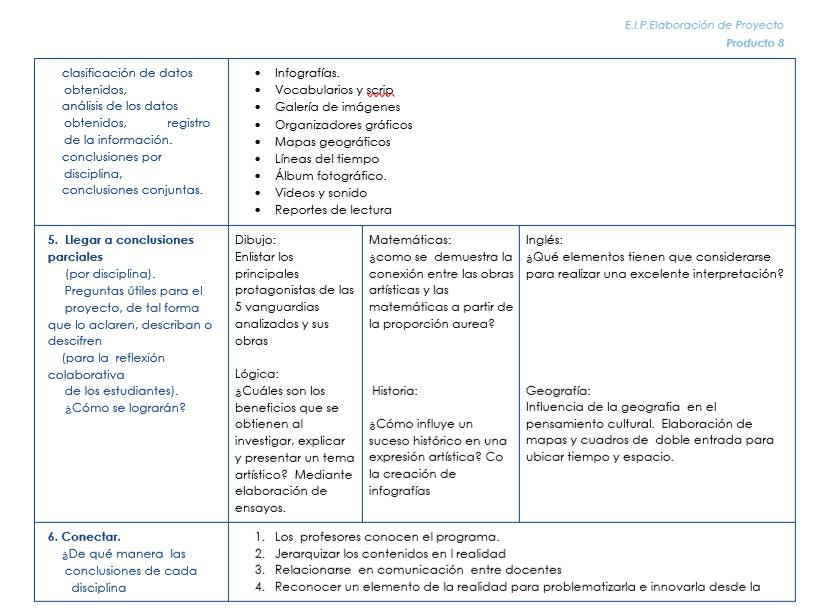 E.I.P.Elaboración de Proyecto
Producto 8
clasificación de datos
obtenidos,
análisis de los datos
obtenidos, registro
de la información.
conclusiones por
disciplina,
conclusiones conjuntas.
• Infografías.
• Vocabularios y scrip
• Galería de imágenes
• Organizadores gráficos
• Mapas geográficos
• Líneas del tiempo
• Álbum fotográfico.
• Videos y sonido
• Reportes de lectura
5. Llegar a conclusiones
parciales
(por disciplina).
Preguntas útiles para el
proyecto, de tal forma
que lo aclaren, describan o
descifren
(para la reflexión
colaborativa
de los estudiantes).
¿Cómo se lograrán?
Dibujo:
Enlistar los
principales
protagonistas de las
5 vanguardias
analizados y sus
obras
Lógica:
¿Cuáles son los
beneficios que se
obtienen al
investigar, explicar
y presentar un tema
artístico? Mediante
elaboración de
ensayos.
Matemáticas:
¿como se demuestra la
conexión entre las obras
artísticas y las
matemáticas a partir de
la proporción aurea?
Historia:
¿Cómo influye un
suceso histórico en una
expresión artística? Co
la creación de
infografías
Inglés:
¿Qué elementos tienen que considerarse
para realizar una excelente interpretación?
Geografía:
Influencia de la geografia en el
pensamiento cultural. Elaboración de
mapas y cuadros de doble entrada para
ubicar tiempo y espacio.
6. Conectar.
¿De qué manera las
conclusiones de cada
disciplina
1. Los profesores conocen el programa.
2. Jerarquizar los contenidos en l realidad
3. Relacionarse en comunicación entre docentes
4. Reconocer un elemento de la realidad para problematizarla e innovarla desde la